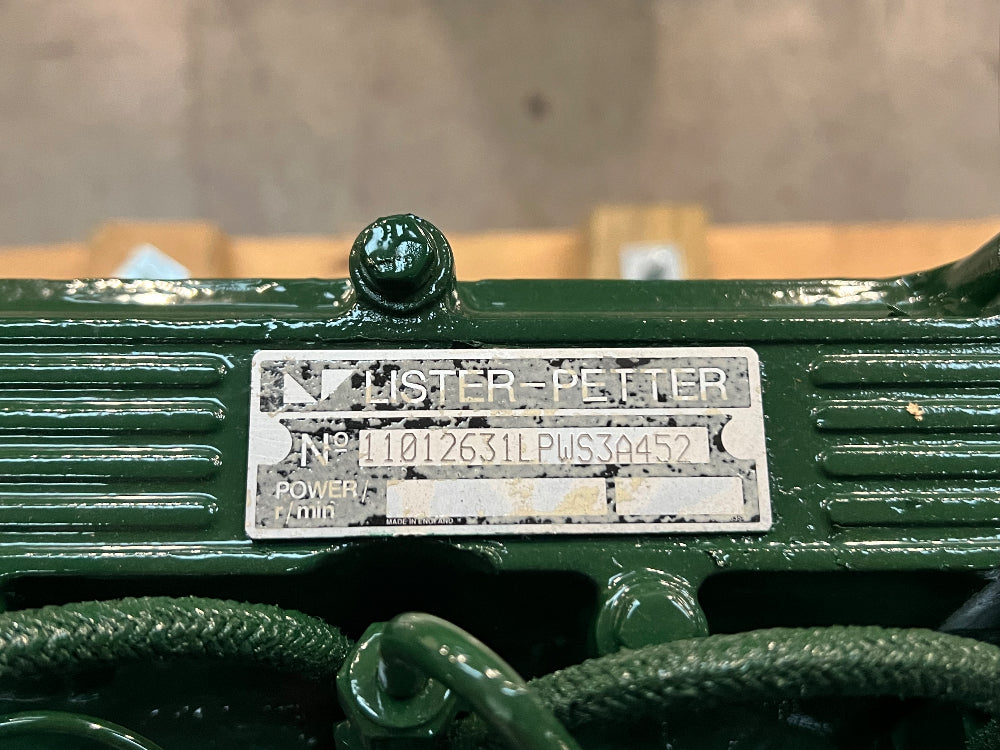 LISTER-PETTER
Nº 11012631LPWS3A452
POWER/
r/min
MADE IN ENGLAND